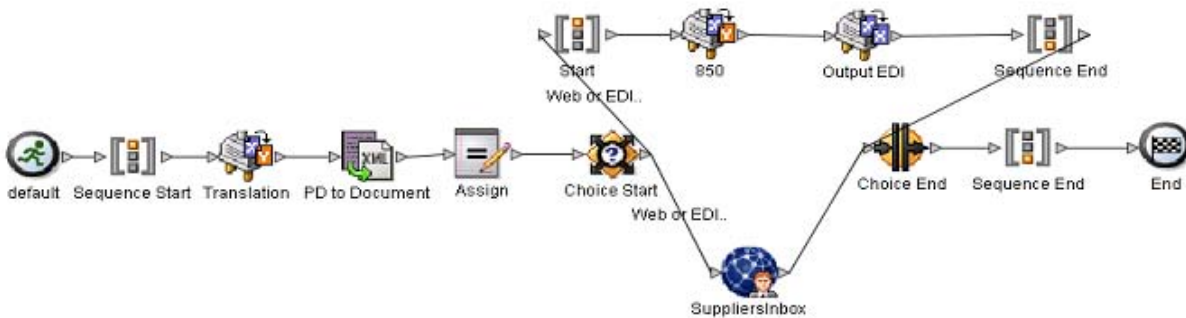 Start
850
Output EDI
Sequence End
Web or EDI..
default
Sequence Start
Translation
XML
PD to Document
Assign
Choice Start
Choice End
Sequence End
End
Web or EDI..
SuppliersInbox